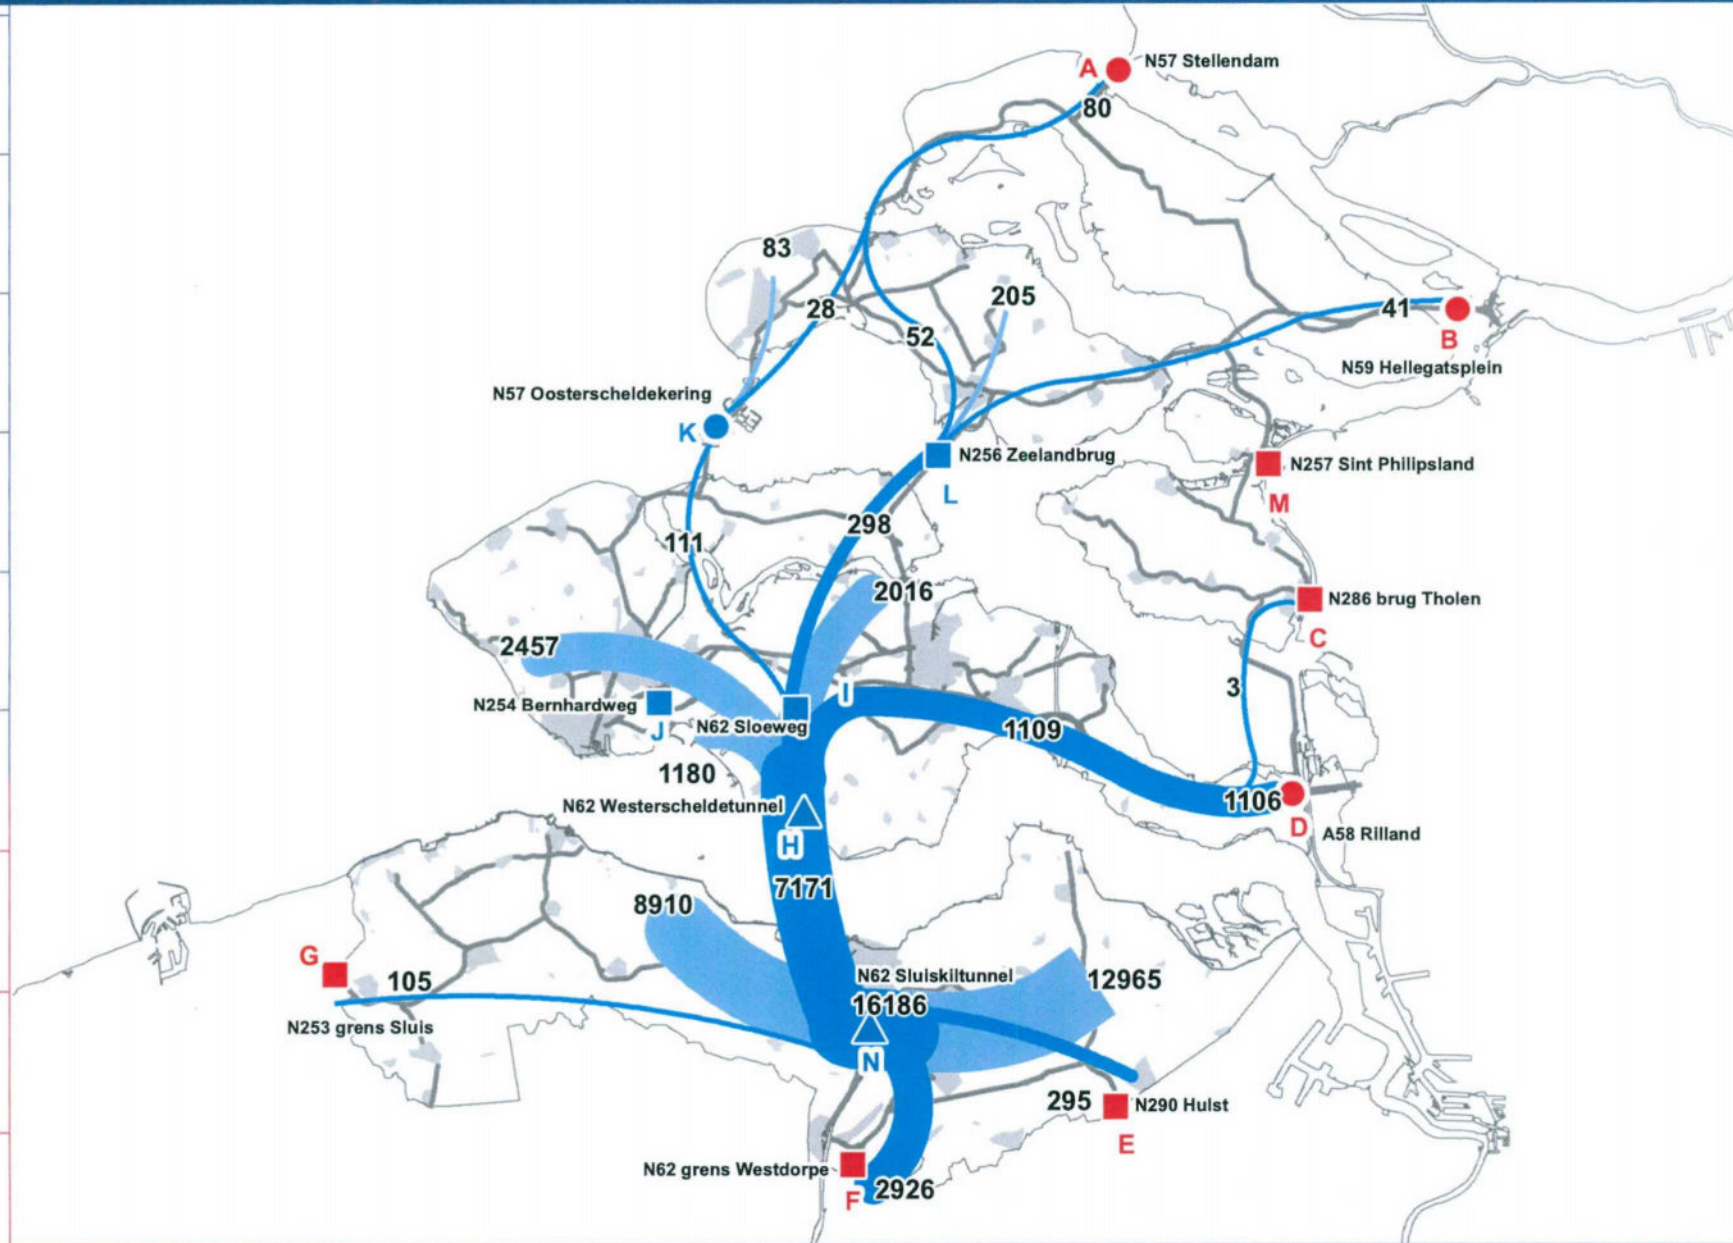 A
N57 Stellendam
80
83
28
205
52
41
B
N59 Hellegatsplein
N57 Oosterscheldekering
K
N256 Zeelandbrug
L
N257 Sint Philipsland
M
298
111
2016
N286 brug Tholen
C
2457
3
N254 Bernhardweg
J
I
N62 Sloeweg
1109
1180
N62 Westerscheldetunnel
1106
D
A58 Rilland
H
7171
8910
G
105
N62 Sluiskiltunnel
12965
16186
N253 grens Sluis
N
295
N290 Hulst
E
N62 grens Westdorpe
2926
F